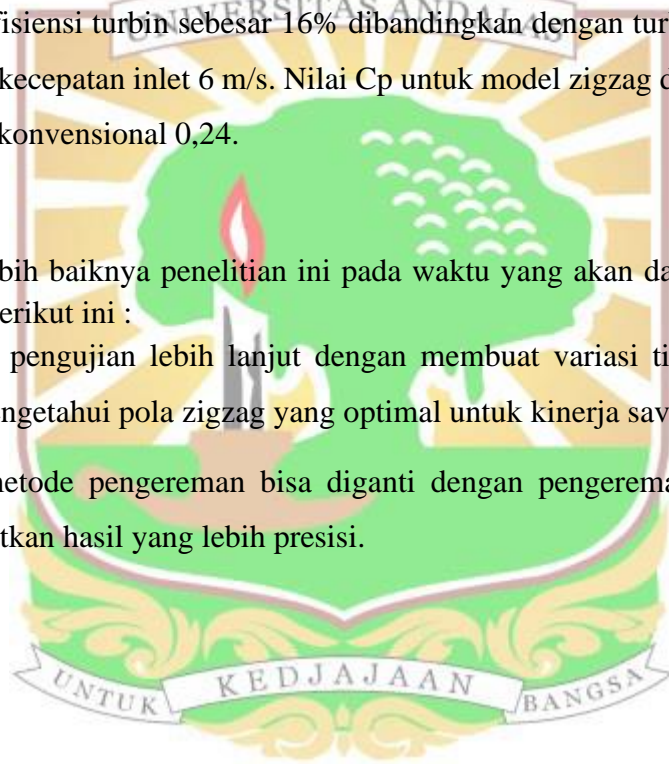 UNIVERSITAS ANDALAS
fisiensi turbin sebesar 16% dibandingkan dengan tur
kecepatan inlet 6 m/s. Nilai Cp untuk model zigzag d
konvensional 0,24.
bih baiknya penelitian ini pada waktu yang akan da
erikut ini :
pengujian lebih lanjut dengan membuat variasi ti
ngetahui pola zigzag yang optimal untuk kinerja sav
netode pengereman bisa diganti dengan pengerema
tkan hasil yang lebih presisi.
UNTUK KEDJAJAAN BANGSA